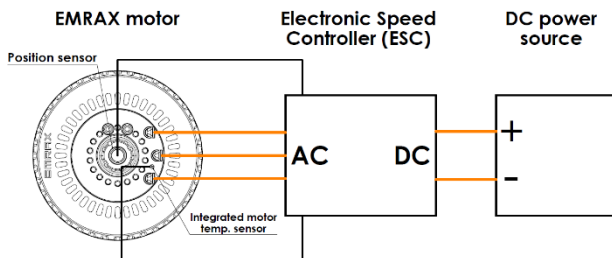 EMRAX motor
Electronic Speed
Controller (ESC)
DC power
source
Position sensor
EMRAX
AC
DC
+
-
Integrated motor
temp. sensor